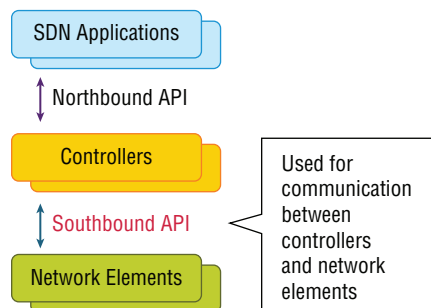 SDN Applications
Northbound API
Controllers
Southbound API
Used for
communication
between
controllers
and network
elements
Network Elements